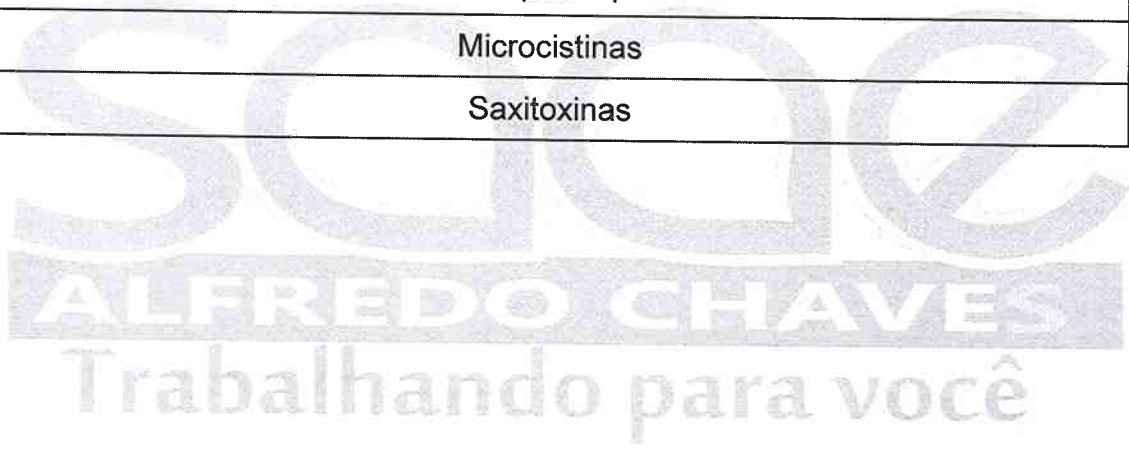 Microcistinas
Saxitoxinas
saae
ALFREDO CHAVES
Trabalhando para você